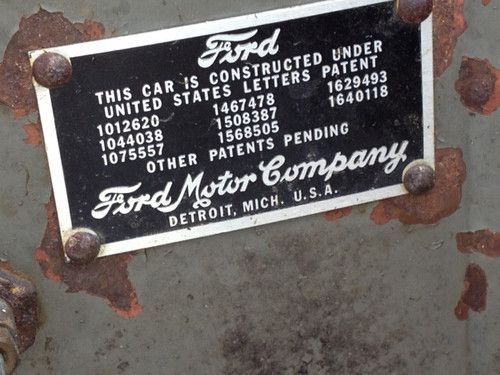 Ford
THIS CAR IS CONSTRUCTED UNDER
UNITED STATES LETTERS PATENT
1012620 1467478 1629493
1044038 1508387 1640118
1075557 1568505
OTHER PATENTS PENDING
Ford Motor Company
DETROIT, MICH. U.S.A.